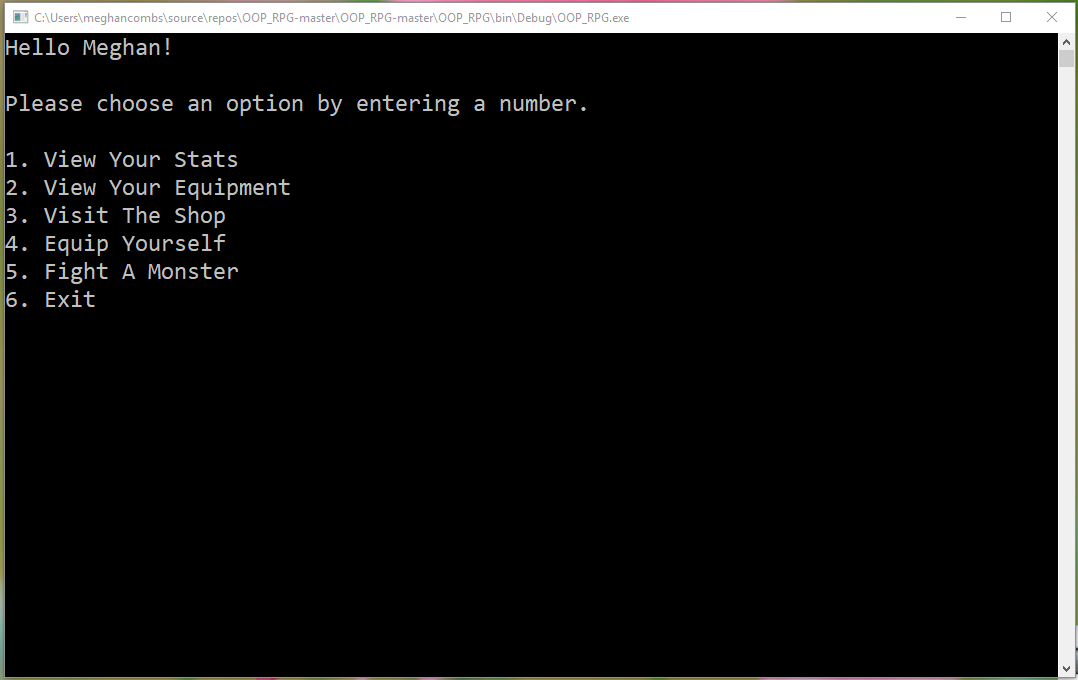 C:\Users\meghancombs\source\repos\OOP_RPG-master\OOP_RPG-master\OOP_RPG\bin\Debug\OOP_RPG.exe
Hello Meghan!
Please choose an option by entering a number.
1. View Your Stats
2. View Your Equipment
3. Visit The Shop
4. Equip Yourself
5. Fight A Monster
6. Exit